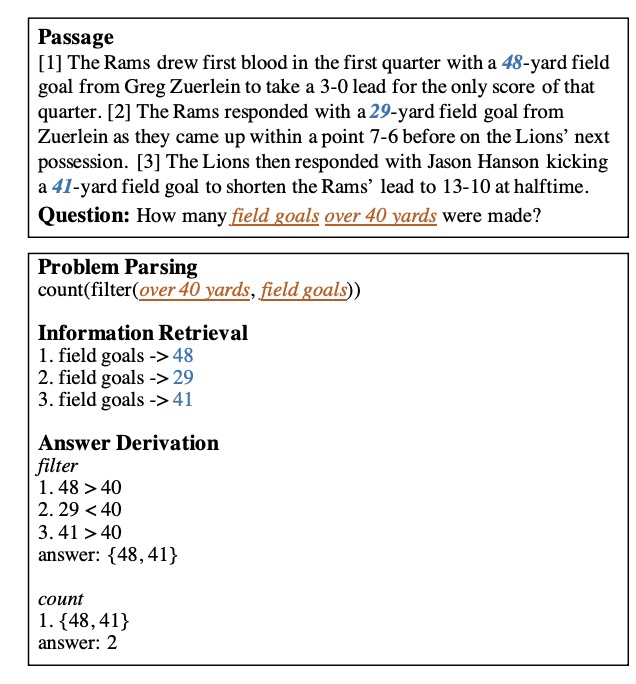 Passage
[1] The Rams drew first blood in the first quarter with a 48-yard field
goal from Greg Zuerlein to take a 3-0 lead for the only score of that
quarter. [2] The Rams responded with a 29-yard field goal from
Zuerlein as they came up within a point 7-6 before on the Lions’ next
possession. [3] The Lions then responded with Jason Hanson kicking
a 41-yard field goal to shorten the Rams’ lead to 13-10 at halftime.
Question: How many field goals over 40 yards were made?
Problem Parsing
count(filter(over 40 yards, field goals))
Information Retrieval
1. field goals -> 48
2. field goals -> 29
3. field goals -> 41
Answer Derivation
filter
1. 48 > 40
2. 29 < 40
3. 41 > 40
answer: {48, 41}
count
1. {48, 41}
answer: 2